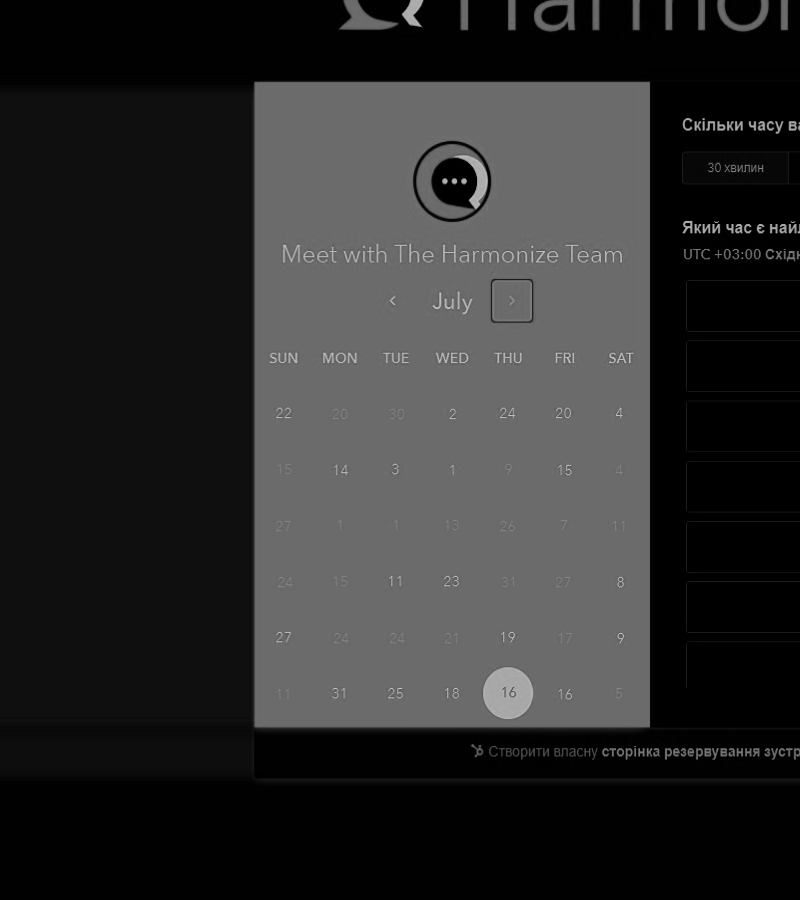 Harmoni
Meet with The Harmonize Team
‹ July ›
SUN MON TUE WED THU FRI SAT
22 20 30 2 24 20 4
15 14 3 1 9 15 4
27 1 1 13 26 7 11
24 15 11 23 31 27 8
27 24 24 21 19 17 9
11 31 25 18 16 16 5
Скільки часу ва
30 хвилин
Який час є най
UTC +03:00 Східн
Створити власну сторінка резервування зустр